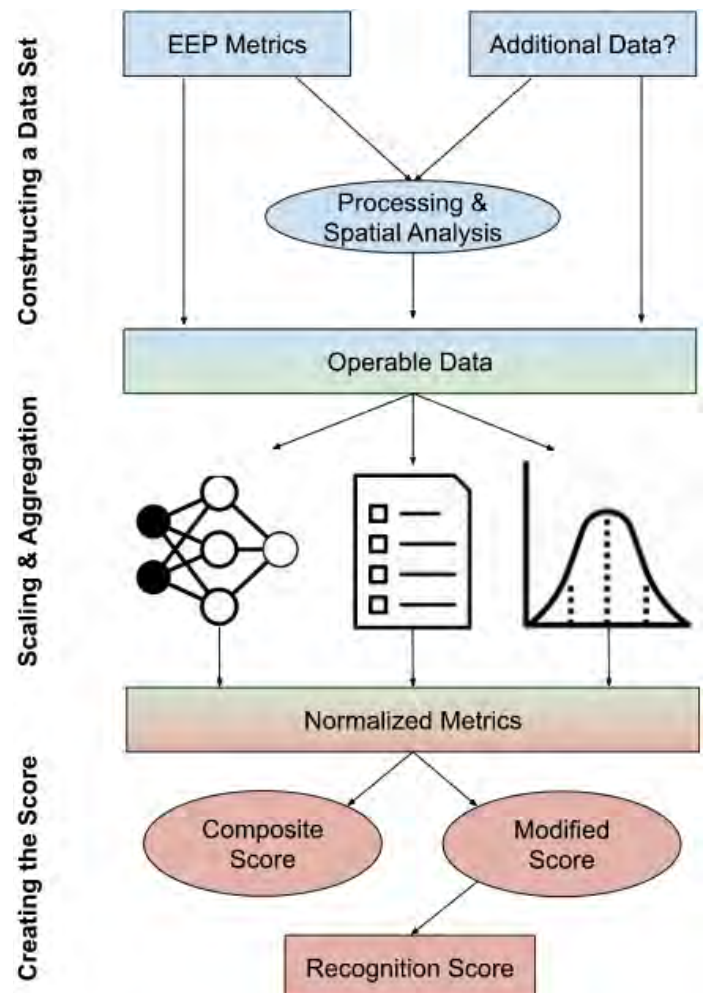 Constructing a Data Set
EEP Metrics
Additional Data?
Processing &
Spatial Analysis
Operable Data
Scaling & Aggregation
Normalized Metrics
Creating the Score
Composite
Score
Modified
Score
Recognition Score